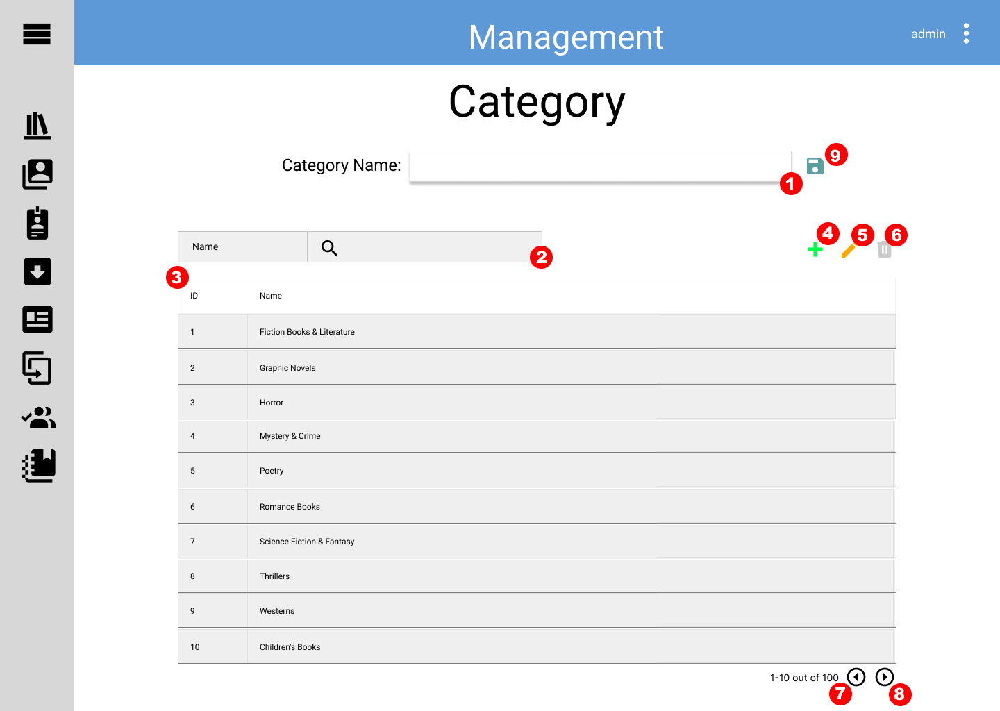 Management
admin
Category
Category Name:
9
1
Name
2
4
5
6
3
ID Name
1 Fiction Books & Literature
2 Graphic Novels
3 Horror
4 Mystery & Crime
5 Poetry
6 Romance Books
7 Science Fiction & Fantasy
8 Thrillers
9 Westerns
10 Children's Books
1-10 out of 100
7
8